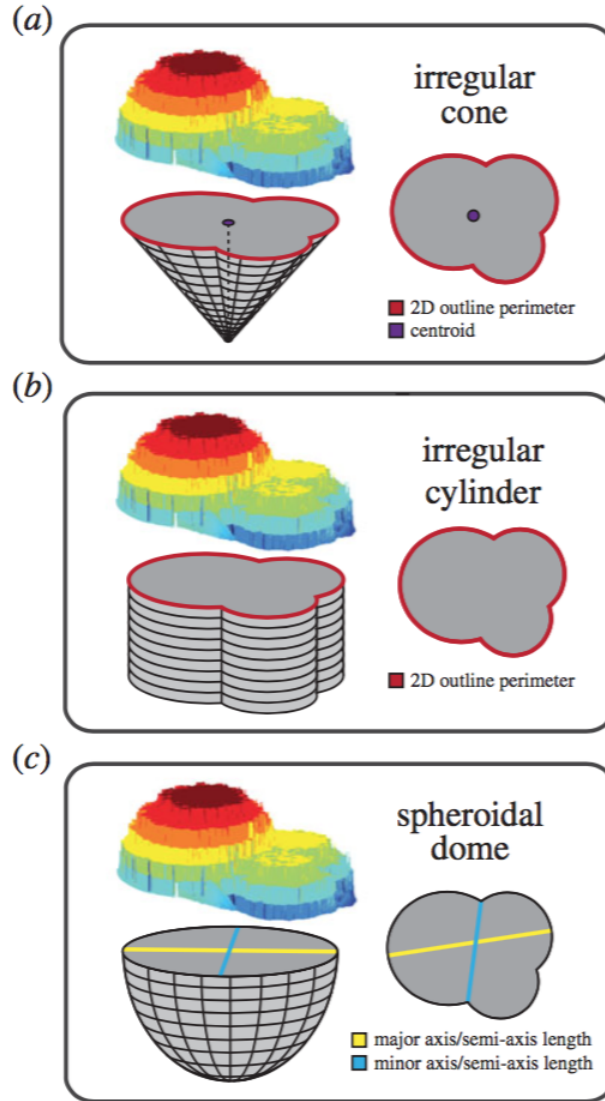 (a)
irregular
cone
2D outline perimeter
centroid
(b)
irregular
cylinder
2D outline perimeter
(c)
spheroidal
dome
major axis/semi-axis length
minor axis/semi-axis length